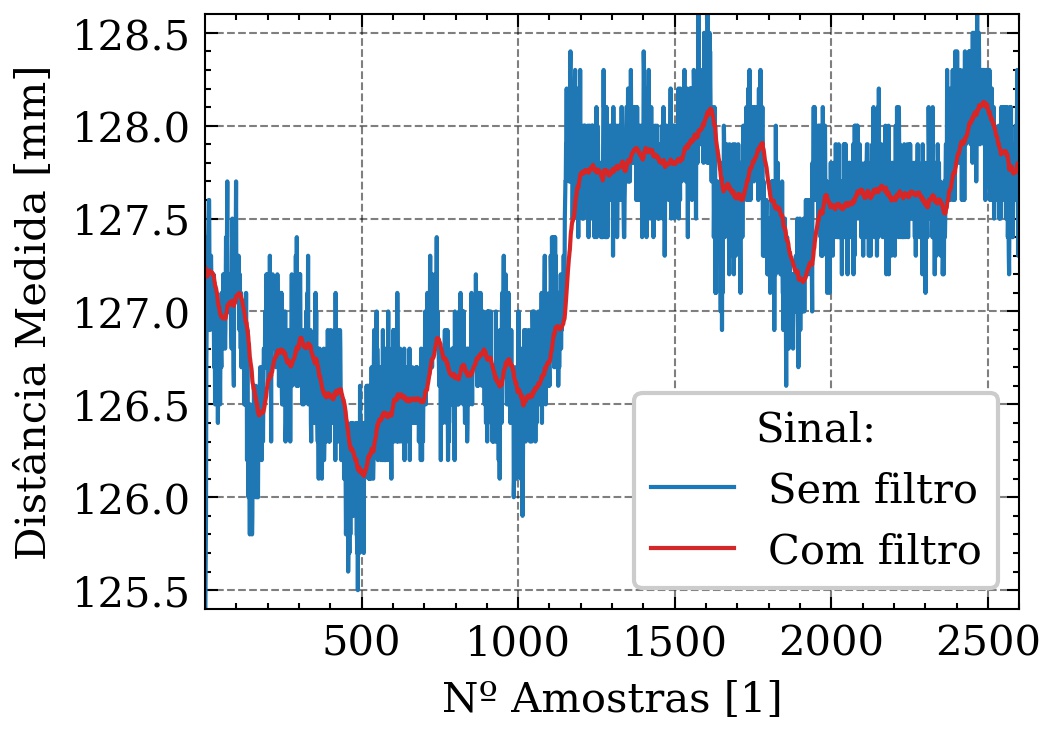 Distância Medida [mm]
128.5
128.0
127.5
127.0
126.5
126.0
125.5
Sinal:
Sem filtro
Com filtro
500 1000 1500 2000 2500
Nº Amostras [1]